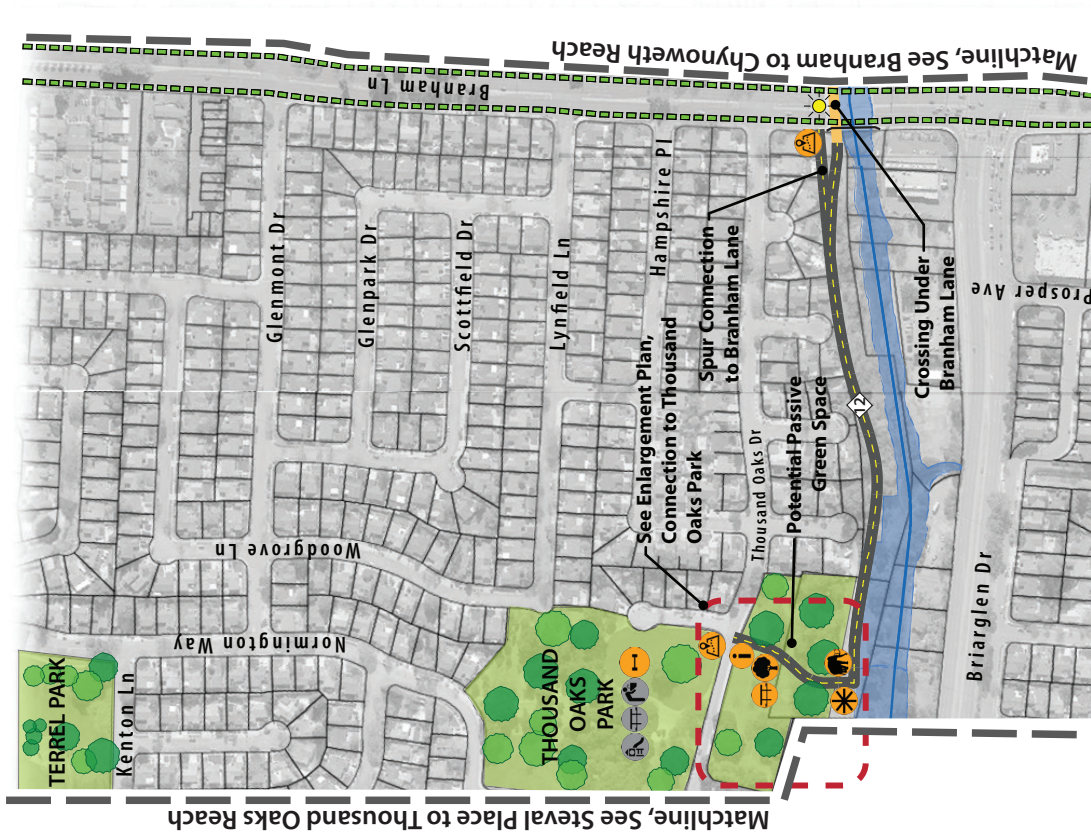 Matchline, See Branham to Chynoweth Reach
Branham Ln
Glenmont Dr
Glenpark Dr
Scottfield Dr
Lynfield Ln
Hampshire Pl
Spur Connection
to Branham Lane
Crossing Under
Branham Lane
Prosper Ave
See Enlargement Plan,
Connection to Thousand
Oaks Park
Thousand Oaks Dr
Potential Passive
Green Space
12
Briarglen Dr
Woodgrove Ln
Normington Way
Kenton Ln
TERREL PARK
THOUSAND
OAKS
PARK
i
Matchline, See Steval Place to Thousand Oaks Reach